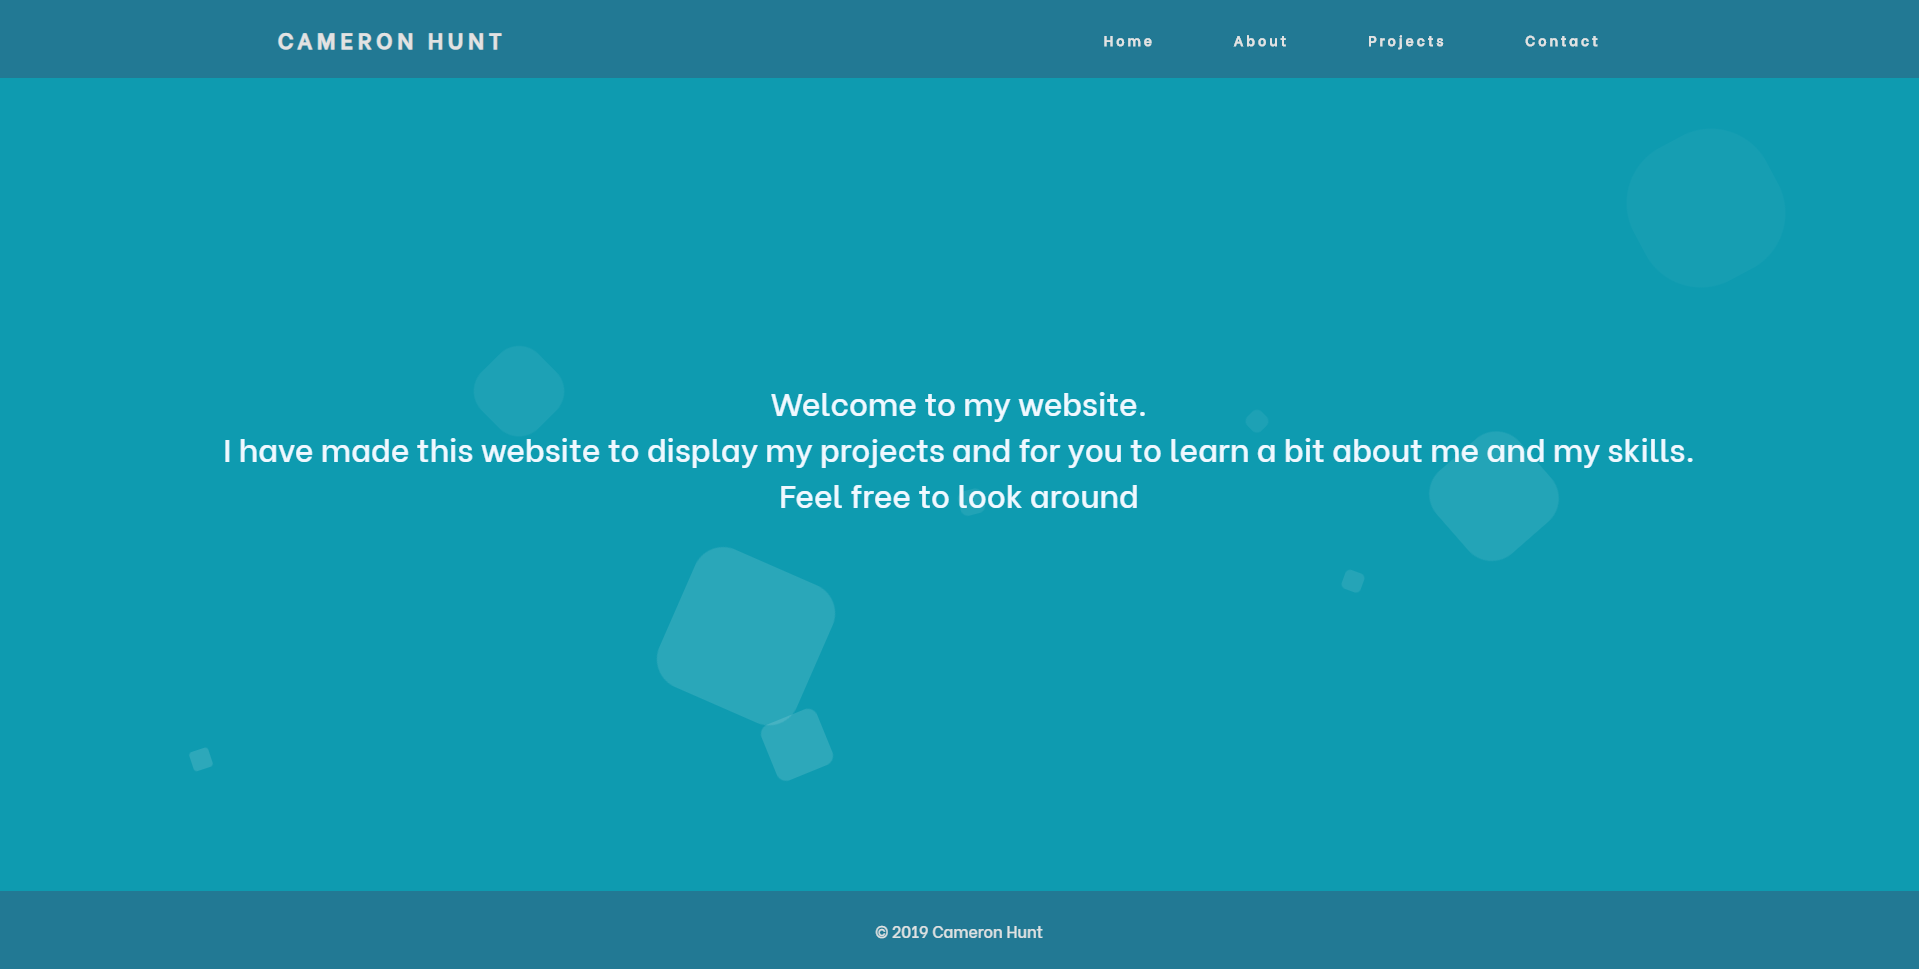 CAMERON HUNT
Home About Projects Contact
Welcome to my website.
I have made this website to display my projects and for you to learn a bit about me and my skills.
Feel free to look around
© 2019 Cameron Hunt